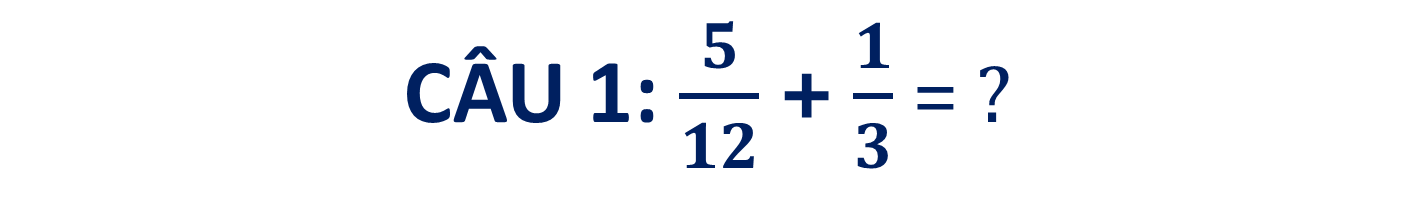 CÂU 1: 5/12 + 1/3 = ?